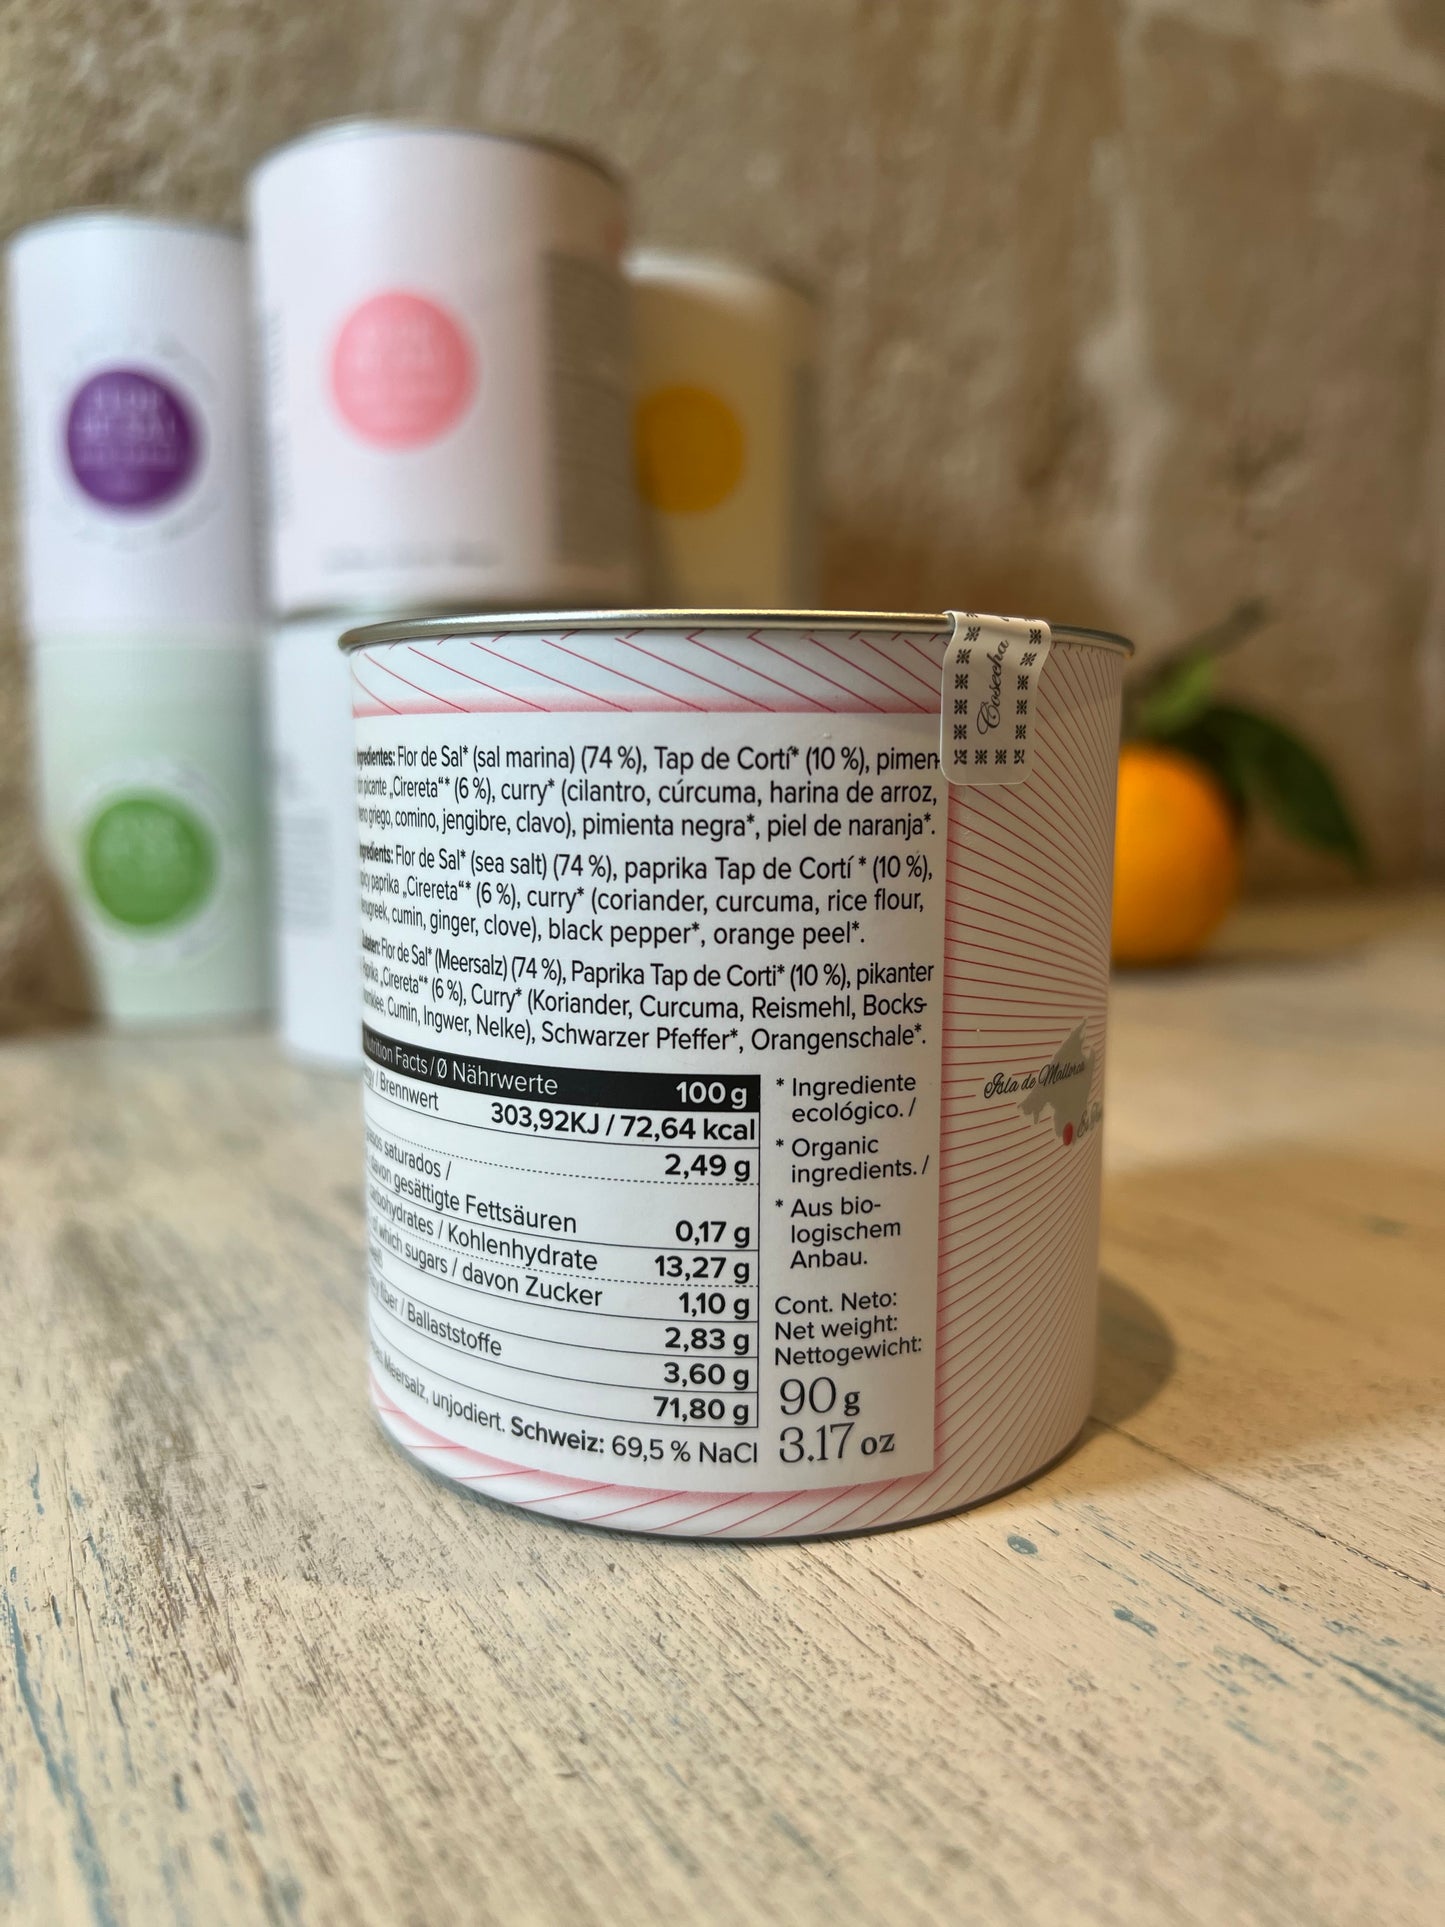 Cosecha
Ingredientes: Flor de Sal* (sal marina) (74 %), Tap de Cortí* (10 %), pimen-
picante „Cirereta“* (6 %), curry* (cilantro, cúrcuma, harina de arroz,
griego, comino, jengibre, clavo), pimienta negra*, piel de naranja*.
Ingredients: Flor de Sal* (sea salt) (74 %), paprika Tap de Cortí * (10 %),
paprika „Cirereta“* (6 %), curry* (coriander, curcuma, rice flour,
cumin, ginger, clove), black pepper*, orange peel*.
Flor de Sal* (Meersalz) (74 %), Paprika Tap de Corti* (10 %), pikanter
„Cirereta“* (6 %), Curry* (Koriander, Curcuma, Reismehl, Bocks-
Cumin, Ingwer, Nelke), Schwarzer Pfeffer*, Orangenschale*.
Nutrition Facts / Ø Nährwerte 100 g
/ Brennwert 303,92KJ / 72,64 kcal
2,49 g
saturados /
davon gesättigte Fettsäuren 0,17 g
/ Kohlenhydrate 13,27 g
which sugars / davon Zucker 1,10 g
2,83 g
fiber / Ballaststoffe 3,60 g
71,80 g
Meersalz, unjodiert. Schweiz: 69,5 % NaCl
* Ingrediente
ecológico. /
* Organic
ingredients. /
* Aus bio-
logischem
Anbau.
Cont. Neto:
Net weight:
Nettogewicht:
90 g
3.17 oz
Isla de Mallorca